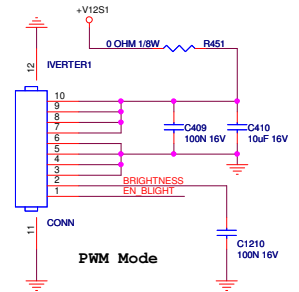 +V12S1
0 OHM 1/8W
R451
12
IVERTER1
10
9
8
7
6
5
4
3
2
1
C409
100N 16V
C410
10uF 16V
BRIGHTNESS
EN_BLIGHT
11
CONN
PWM Mode
C1210
100N 16V